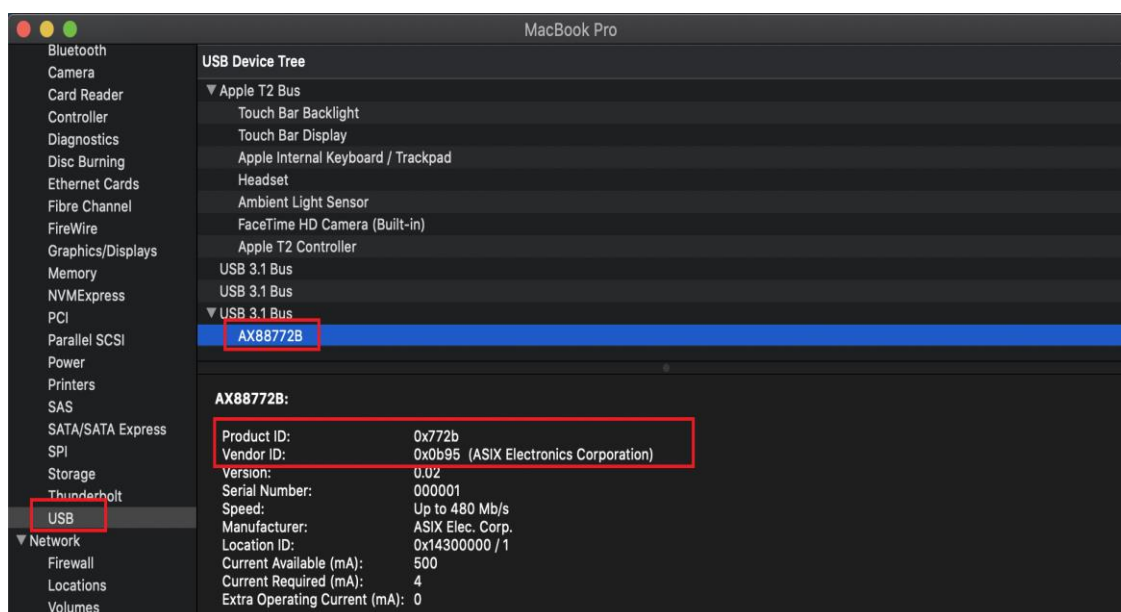 MacBook Pro
Bluetooth
Camera
Card Reader
Controller
Diagnostics
Disc Burning
Ethernet Cards
Fibre Channel
FireWire
Graphics/Displays
Memory
NVMExpress
PCI
Parallel SCSI
Power
Printers
SAS
SATA/SATA Express
SPI
Storage
Thunderbolt
USB
Network
Firewall
Locations
Volumes
USB Device Tree
Apple T2 Bus
Touch Bar Backlight
Touch Bar Display
Apple Internal Keyboard / Trackpad
Headset
Ambient Light Sensor
FaceTime HD Camera (Built-in)
Apple T2 Controller
USB 3.1 Bus
USB 3.1 Bus
USB 3.1 Bus
AX88772B
AX88772B:
Product ID: 0x772b
Vendor ID: 0x0b95 (ASIX Electronics Corporation)
Version: 0.02
Serial Number: 000001
Speed: Up to 480 Mb/s
Manufacturer: ASIX Elec. Corp.
Location ID: 0x14300000 / 1
Current Available (mA): 500
Current Required (mA): 4
Extra Operating Current (mA): 0